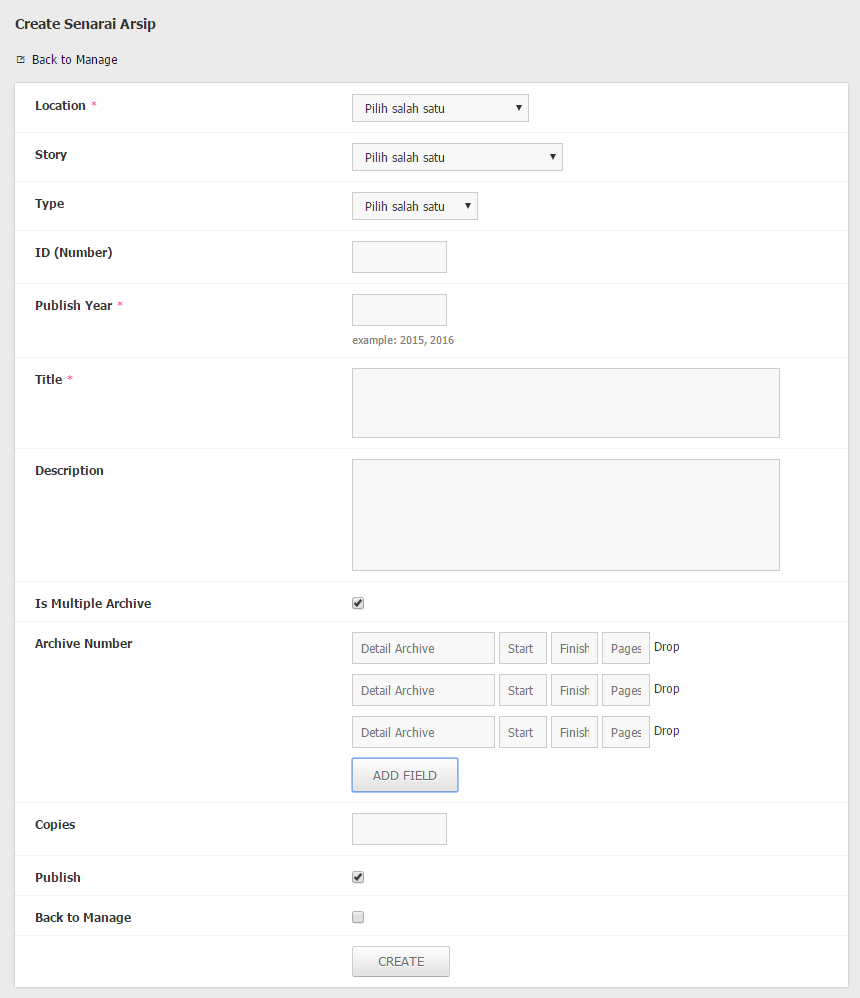 Create Senarai Arsip
Back to Manage
Location *
Pilih salah satu
Story
Pilih salah satu
Type
Pilih salah satu
ID (Number)
Publish Year *
example: 2015, 2016
Title *
Description
Is Multiple Archive
Archive Number
Detail Archive Start Finish Pages Drop
Detail Archive Start Finish Pages Drop
Detail Archive Start Finish Pages Drop
ADD FIELD
Copies
Publish
Back to Manage
CREATE